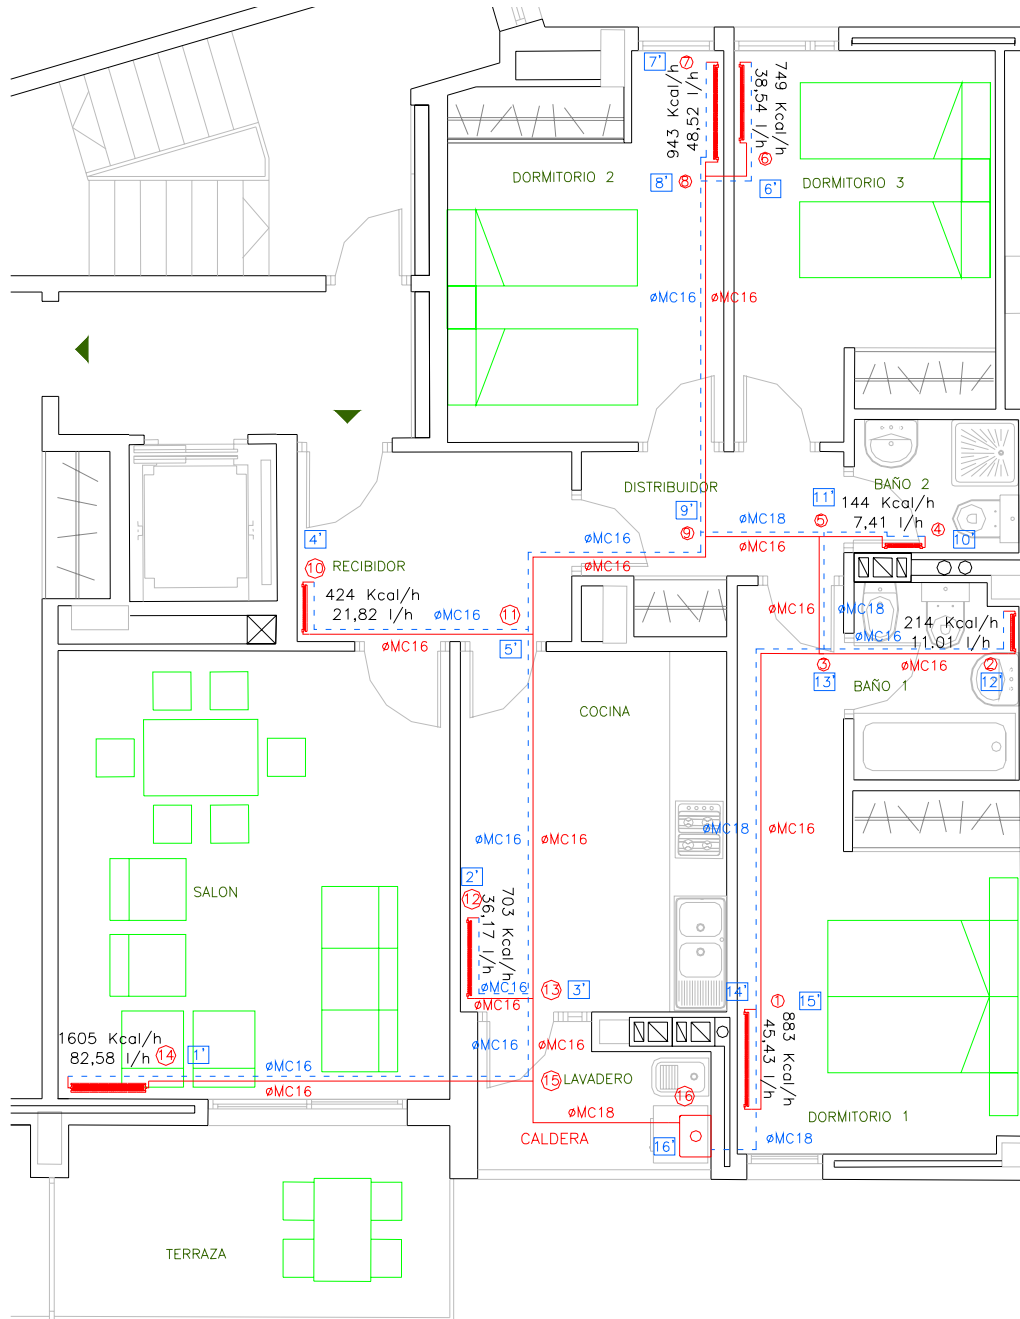 7'
7
943 Kcal/h
48,52 l/h
749 Kcal/h
38,54 l/h
6
DORMITORIO 2
8'
8
6'
DORMITORIO 3
øMC16
øMC16
DISTRIBUIDOR
9'
9
11'
5
BAÑO 2
144 Kcal/h
7,41 l/h
4
10'
øMC18
øMC16
4'
10
RECIBIDOR
424 Kcal/h
21,82 l/h
øMC16
øMC16
øMC16
11
øMC16
5'
øMC16
øMC18
øMC16
214 Kcal/h
11.01 l/h
3
13'
øMC16
2
12'
BAÑO 1
COCINA
øMC16
øMC16
øMC18
øMC16
SALON
2'
12
703 Kcal/h
36,17 l/h
øMC16
øMC16
13
3'
14'
1
15'
883 Kcal/h
45,43 l/h
1605 Kcal/h
82,58 l/h
14
1'
øMC16
øMC16
øMC16
øMC16
15
LAVADERO
16
øMC18
CALDERA
16'
øMC18
DORMITORIO 1
TERRAZA